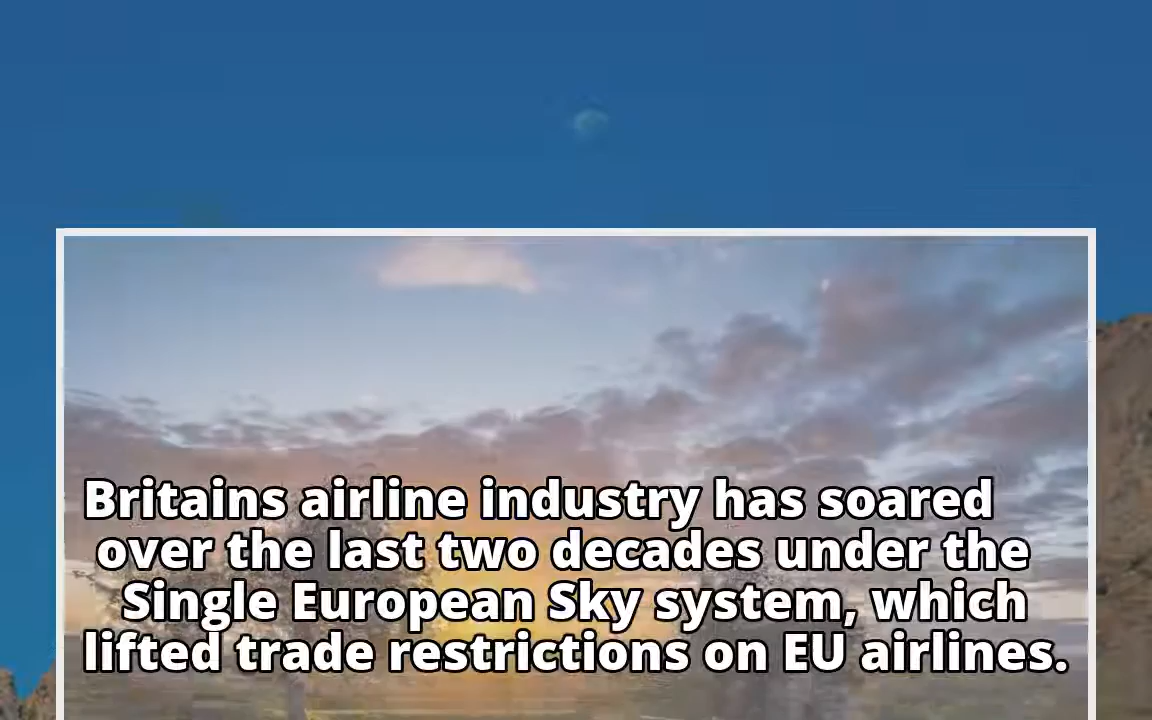 Britains airline industry has soared
over the last two decades under the
Single European Sky system, which
lifted trade restrictions on EU airlines.